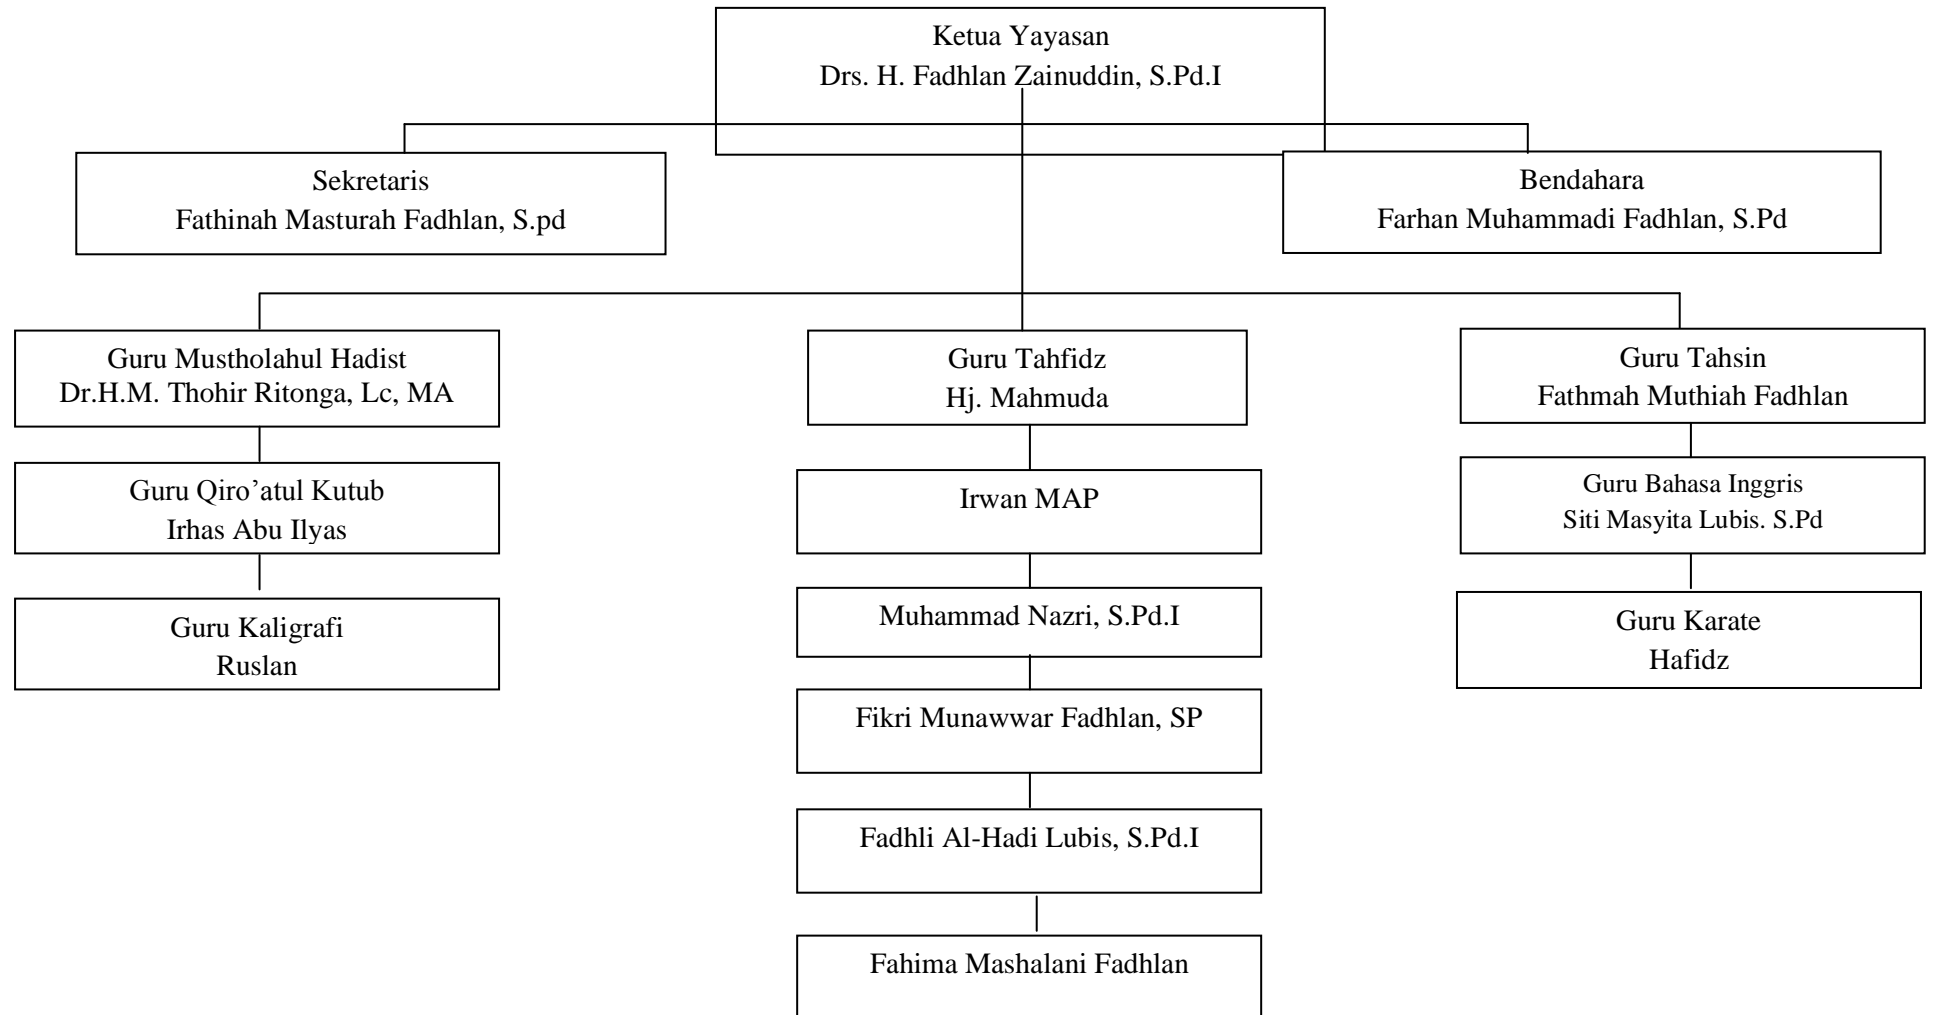 Ketua Yayasan
Drs. H. Fadhlan Zainuddin, S.Pd.I
Sekretaris
Fathinah Masturah Fadhlan, S.pd
Bendahara
Farhan Muhammadi Fadhlan, S.Pd
Guru Mustholahul Hadist
Dr.H.M. Thohir Ritonga, Lc, MA
Guru Qiro’atul Kutub
Irhas Abu Ilyas
Guru Kaligrafi
Ruslan
Guru Tahfidz
Hj. Mahmuda
Irwan MAP
Muhammad Nazri, S.Pd.I
Fikri Munawwar Fadhlan, SP
Fadhli Al-Hadi Lubis, S.Pd.I
Fahima Mashalani Fadhlan
Guru Tahsin
Fathmah Muthiah Fadhlan
Guru Bahasa Inggris
Siti Masyita Lubis. S.Pd
Guru Karate
Hafidz